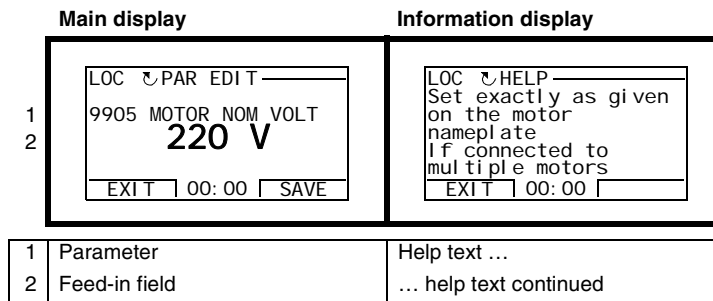 Main display Information display
LOC ↻PAR EDIT
9905 MOTOR NOM VOLT
220 V
EXIT 00:00 SAVE
1
2
LOC ↻HELP
Set exactly as given
on the motor
nameplate
If connected to
multiple motors
EXIT 00:00
1 Parameter Help text …
2 Feed-in field … help text continued